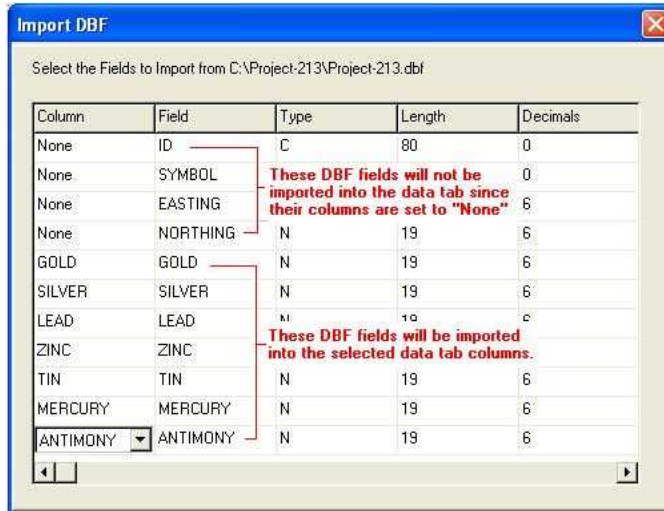 Import DBF
Select the Fields to Import from C:\Project-213\Project-213.dbf
Column Field Type Length Decimals
None ID C 80 0
None SYMBOL These DBF fields will not be 0
None EASTING imported into the data tab since 6
their columns are set to "None"
None NORTHING N 19 6
GOLD GOLD N 19 6
SILVER SILVER N 19 6
LEAD LEAD N 19
These DBF fields will be imported
ZINC ZINC into the selected data tab columns. 6
TIN TIN N 19 6
MERCURY MERCURY N 19 6
ANTIMONY ANTIMONY N 19 6